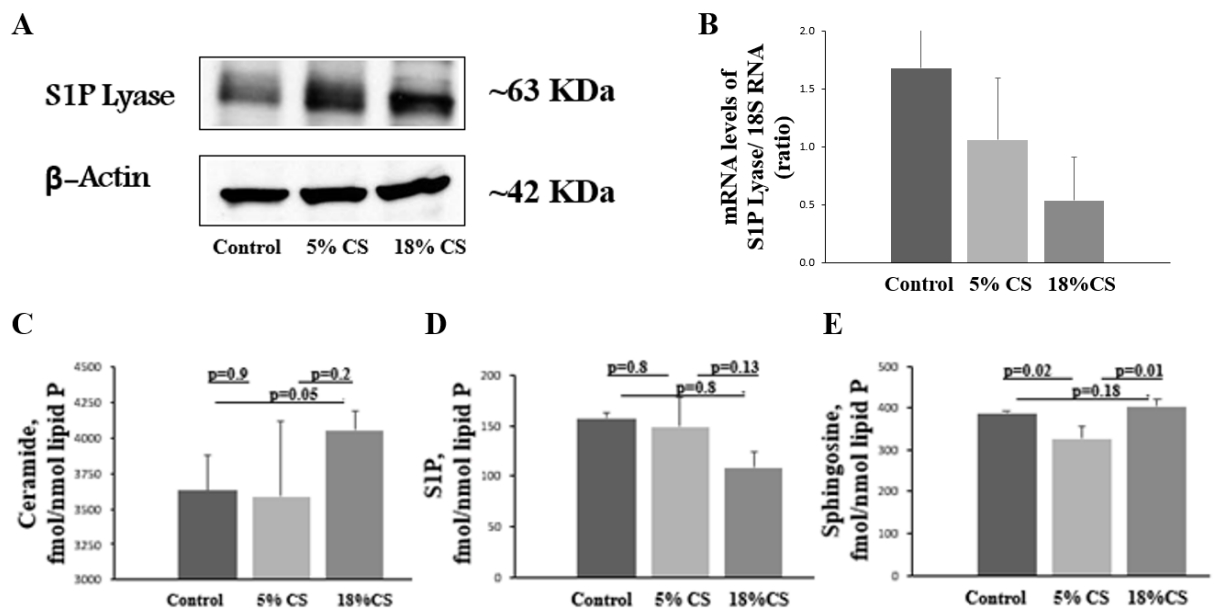 A
S1P Lyase
~63 KDa
β-Actin
~42 KDa
Control 5% CS 18% CS
B
mRNA levels of
S1P Lyase/ 18S RNA
(ratio)
2.0
1.5
1.0
0.5
0.0
Control 5% CS 18%CS
C
Ceramide,
fmol/nmol lipid P
4500
4250
4000
3750
3500
3250
3000
p=0.9
p=0.2
p=0.05
Control 5% CS 18%CS
D
S1P,
fmol/nmol lipid P
200
150
100
50
0
p=0.8
p=0.13
p=0.8
Control 5% CS 18%CS
E
Sphingosine,
fmol/nmol lipid P
500
400
300
200
100
0
p=0.02
p=0.01
p=0.18
Control 5% CS 18%CS